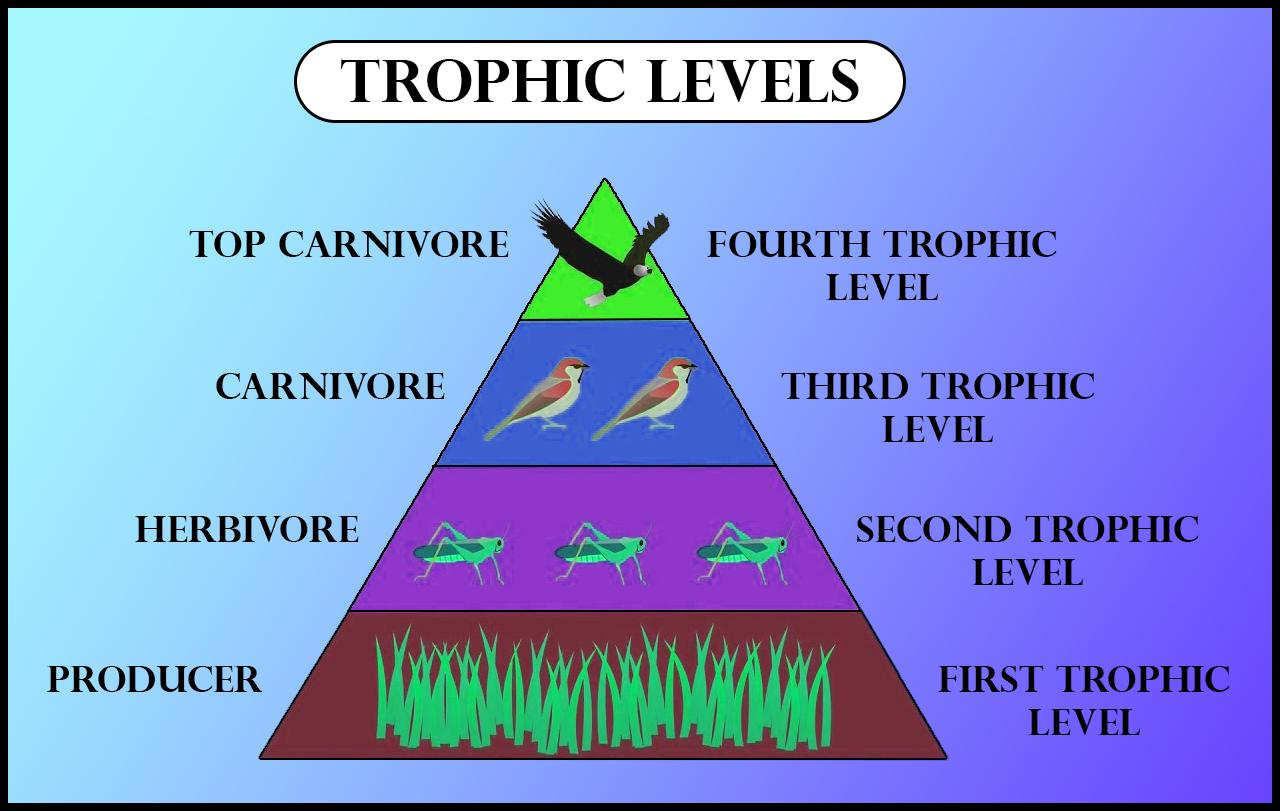 TROPHIC LEVELS
TOP CARNIVORE
FOURTH TROPHIC
LEVEL
CARNIVORE
THIRD TROPHIC
LEVEL
HERBIVORE
SECOND TROPHIC
LEVEL
PRODUCER
FIRST TROPHIC
LEVEL